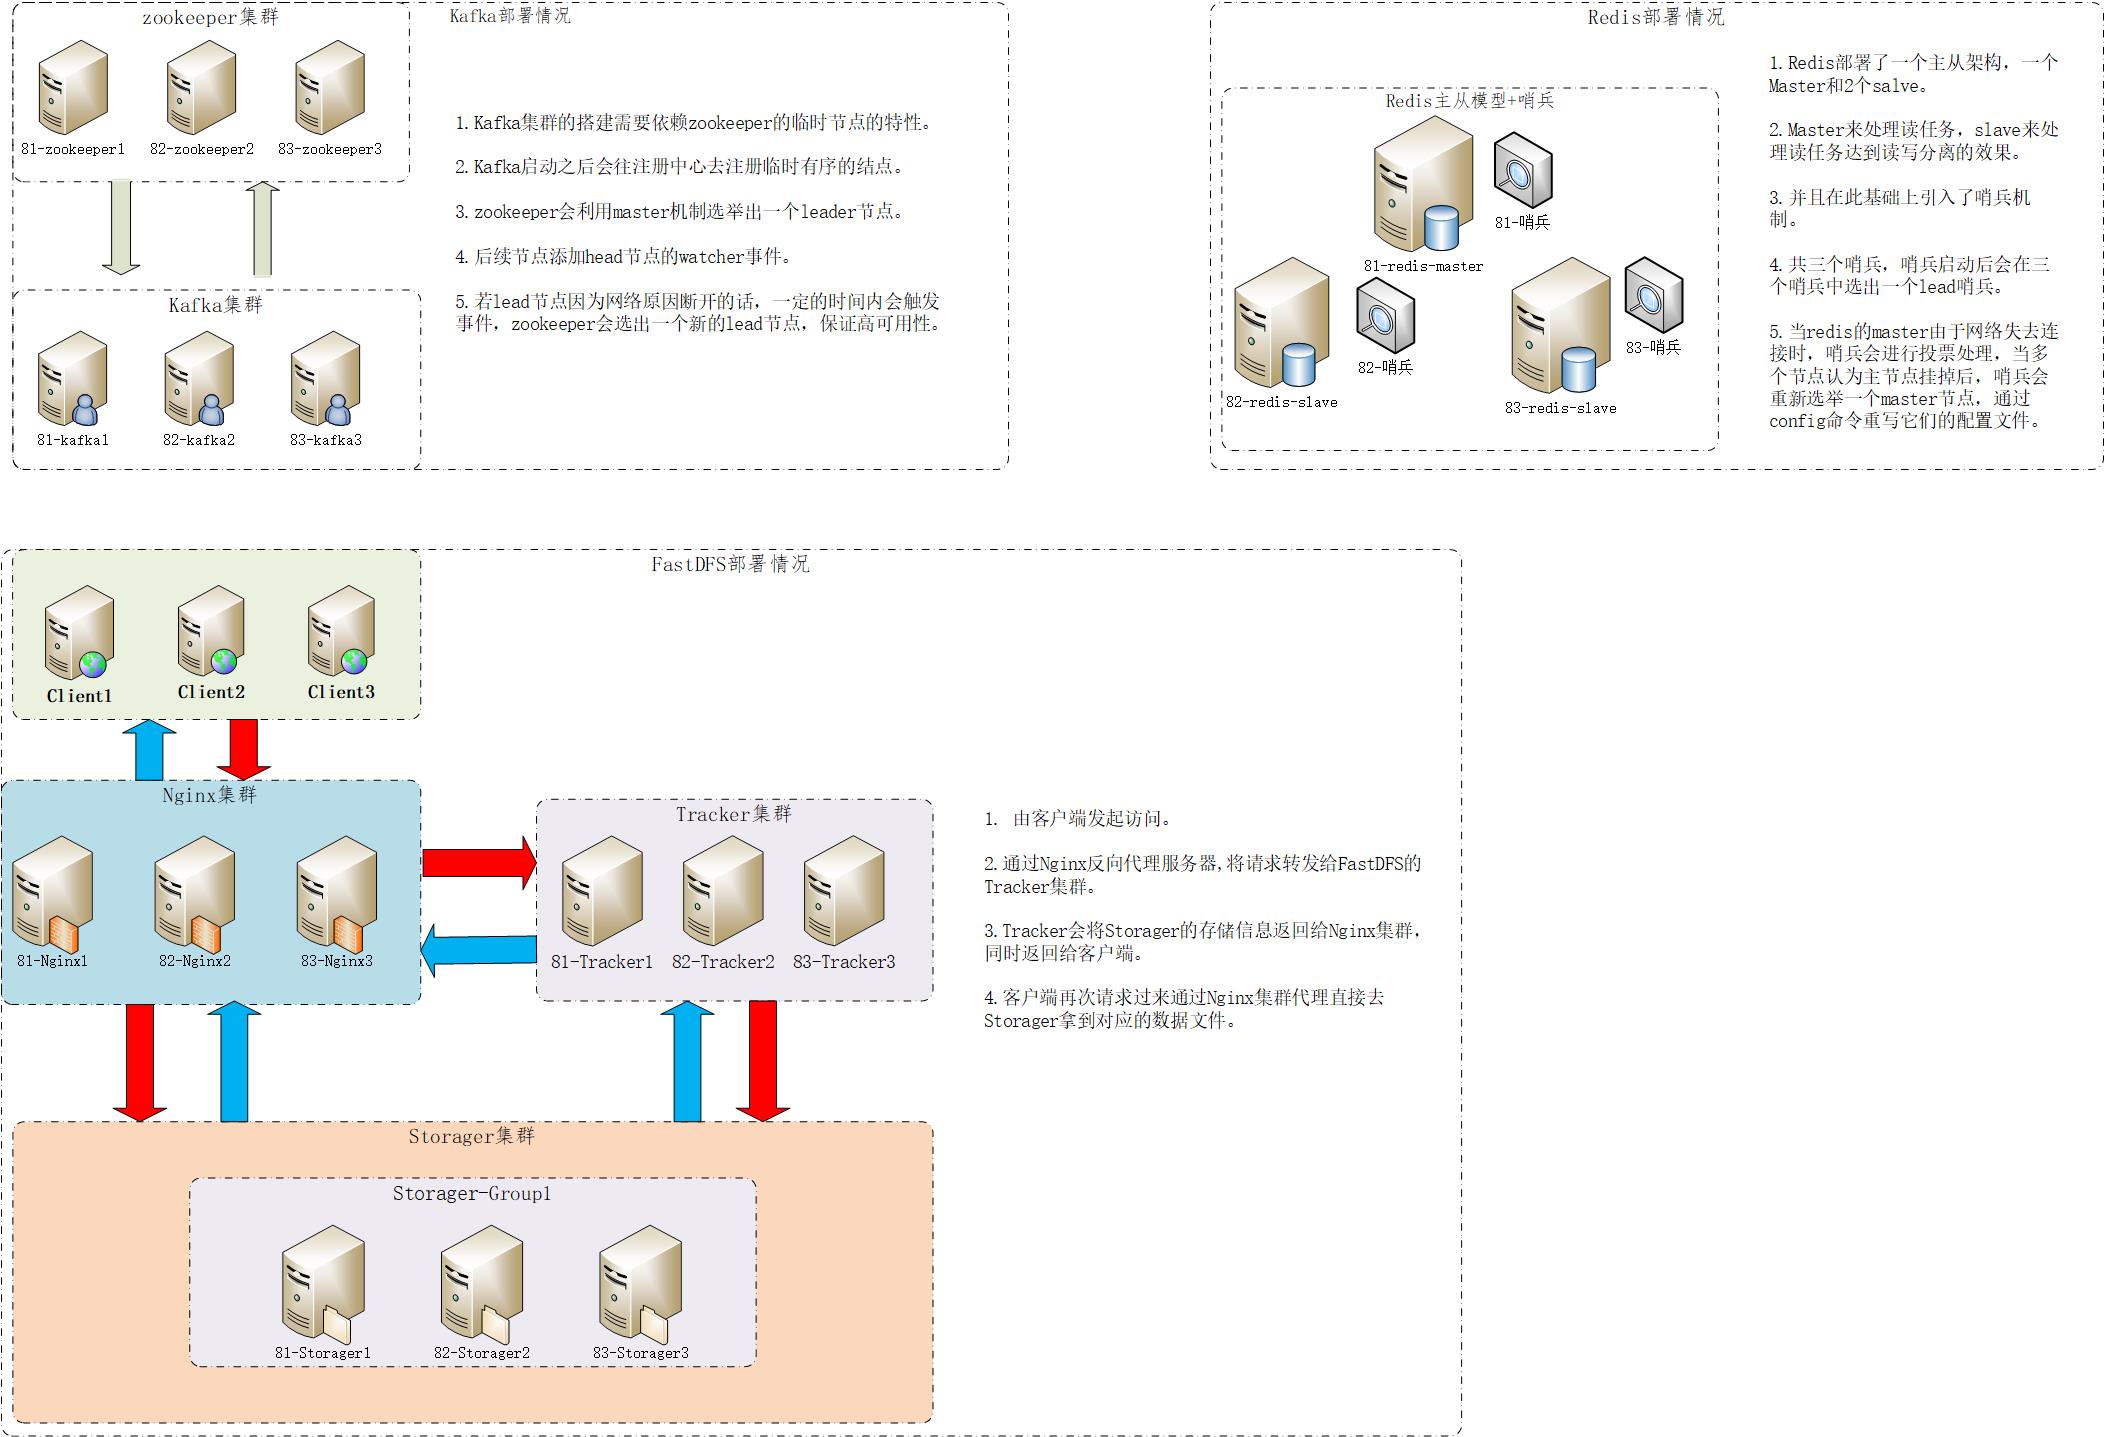 zookeeper集群
81-zookeeper1
82-zookeeper2
83-zookeeper3
Kafka集群
81-kafka1
82-kafka2
83-kafka3
Kafka部署情况
1.Kafka集群的搭建需要依赖zookeeper的临时节点的特性。
2.Kafka启动之后会往注册中心去注册临时有序的结点。
3.zookeeper会利用master机制选举出一个leader节点。
4.后续节点添加head节点的watcher事件。
5.若lead节点因为网络原因断开的话，一定的时间内会触发
事件，zookeeper会选出一个新的lead节点，保证高可用性。
Redis部署情况
Redis主从模型+哨兵
81-redis-master
81-哨兵
82-redis-slave
82-哨兵
83-redis-slave
83-哨兵
1.Redis部署了一个主从架构，一个
Master和2个salve。
2.Master来处理读任务，slave来处
理读任务达到读写分离的效果。
3.并且在此基础上引入了哨兵机
制。
4.共三个哨兵，哨兵启动后会在三
个哨兵中选出一个lead哨兵。
5.当redis的master由于网络失去连
接时，哨兵会进行投票处理，当多
个节点认为主节点挂掉后，哨兵会
重新选举一个master节点，通过
config命令重写它们的配置文件。
FastDFS部署情况
Client1
Client2
Client3
Nginx集群
81-Nginx1
82-Nginx2
83-Nginx3
Tracker集群
81-Tracker1
82-Tracker2
83-Tracker3
1. 由客户端发起访问。
2.通过Nginx反向代理服务器,将请求转发给FastDFS的
Tracker集群。
3.Tracker会将Storager的存储信息返回给Nginx集群，
同时返回给客户端。
4.客户端再次请求过来通过Nginx集群代理直接去
Storager拿到对应的数据文件。
Storager集群
Storager-Group1
81-Storager1
82-Storager2
83-Storager3